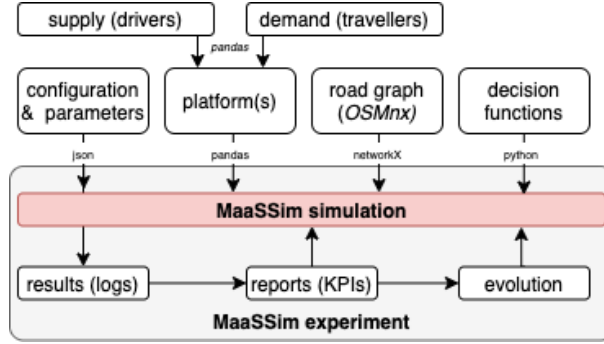 supply (drivers)
demand (travellers)
pandas
configuration
& parameters
platform(s)
road graph
(OSMnx)
decision
functions
json
pandas
networkX
python
MaaSSim simulation
results (logs)
reports (KPIs)
evolution
MaaSSim experiment